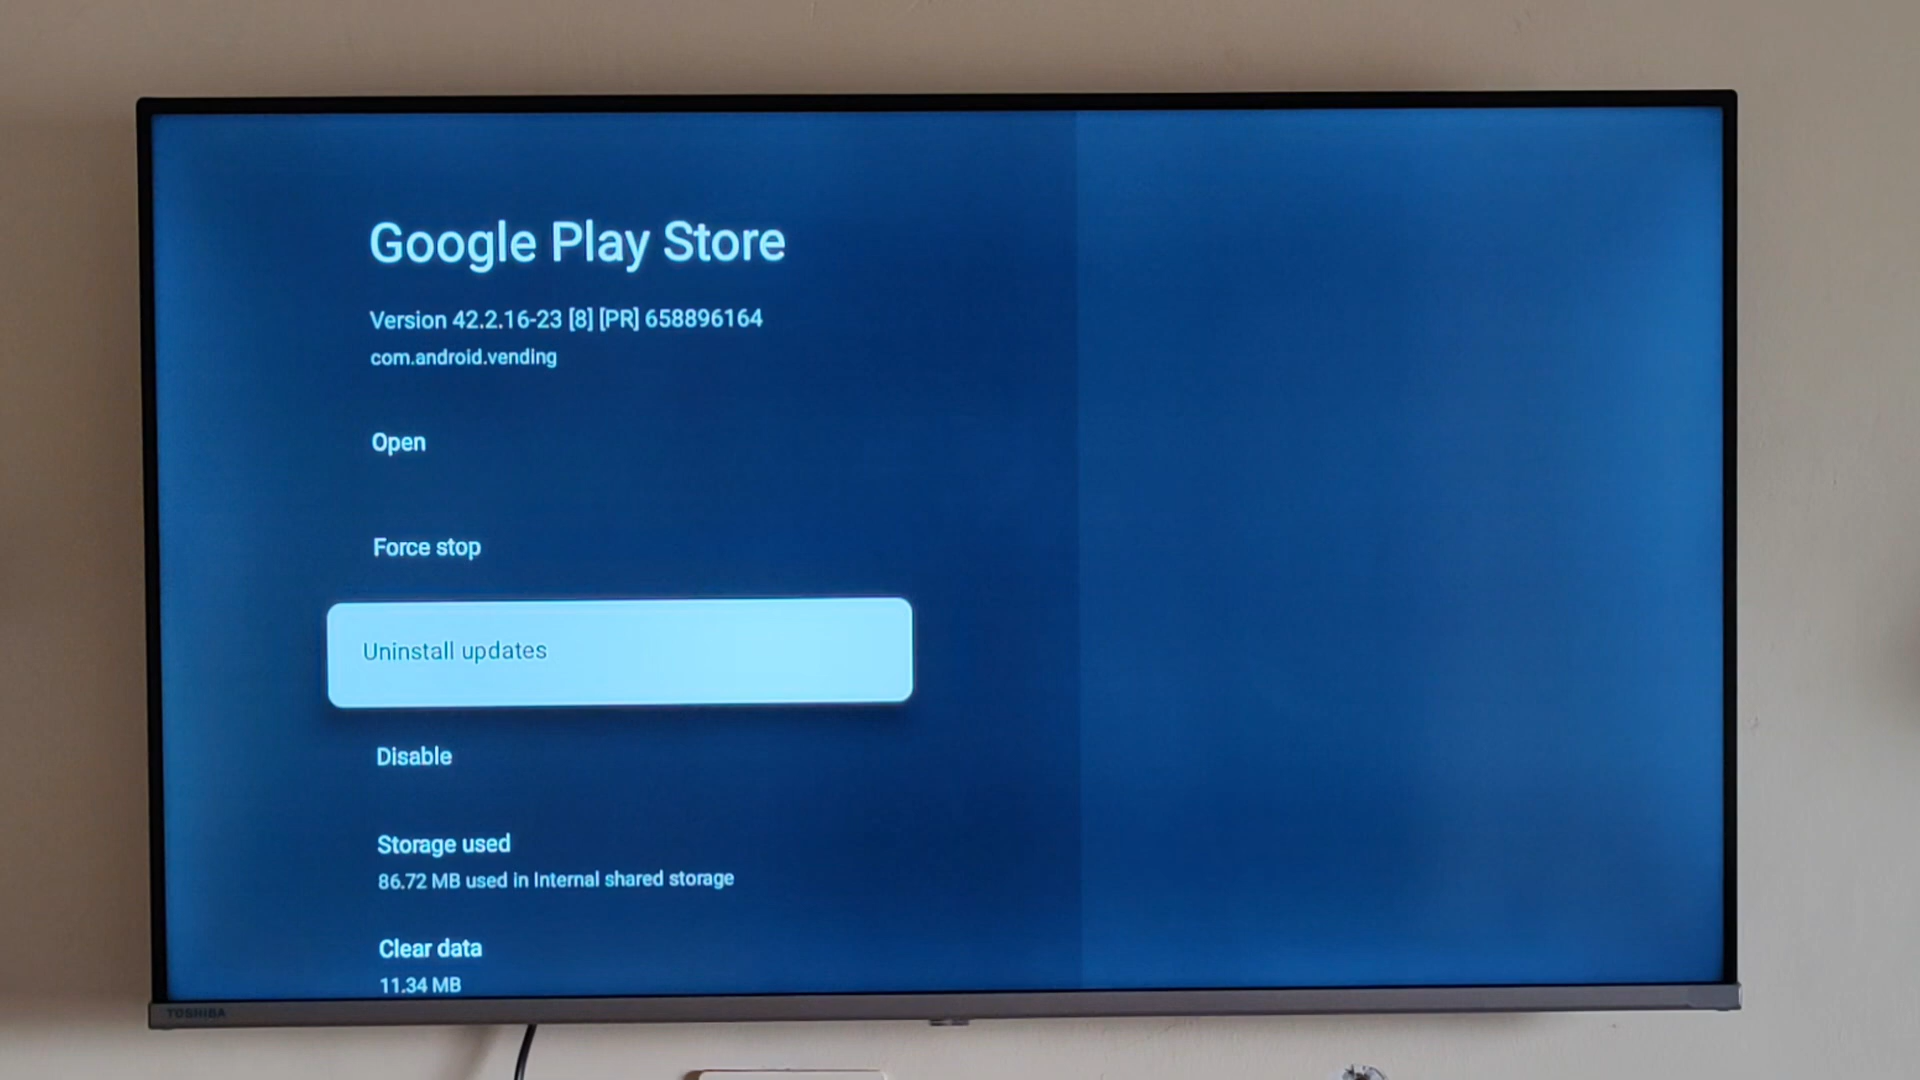 Google Play Store
Version 42.2.16-23 [8] [PR] 658896164
com.android.vending
Open
Force stop
Uninstall updates
Disable
Storage used
86.72 MB used in Internal shared storage
Clear data
11.34 MB
TOSHIBA